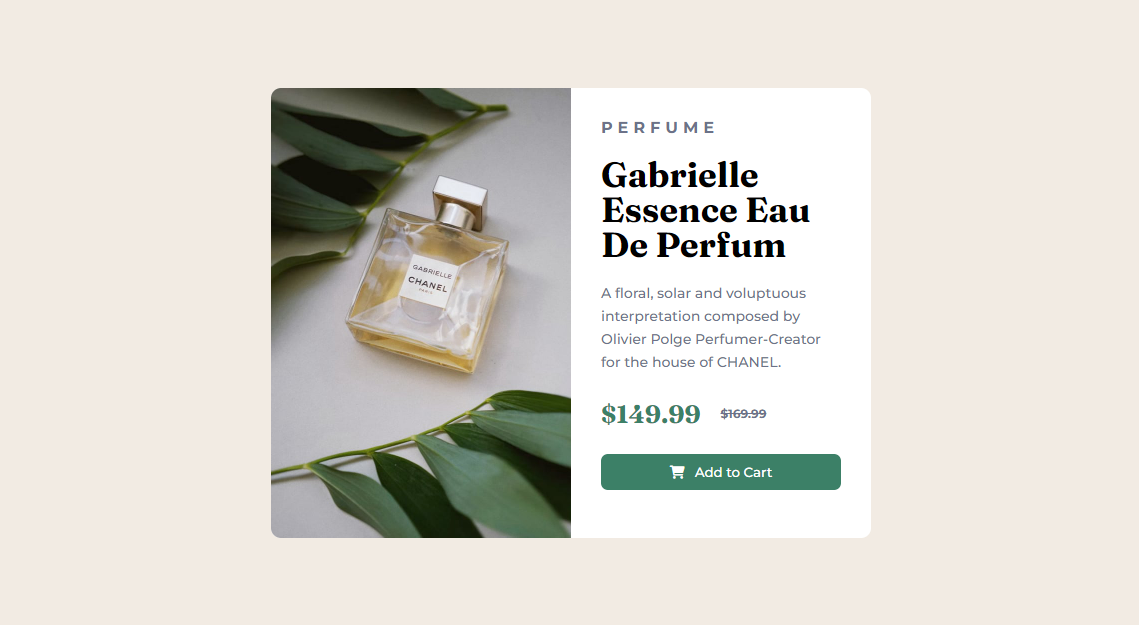 GABRIELLE
CHANEL
PARIS
PERFUME
Gabrielle
Essence Eau
De Perfum
A floral, solar and voluptuous
interpretation composed by
Olivier Polge Perfumer-Creator
for the house of CHANEL.
$149.99 $169.99
Add to Cart